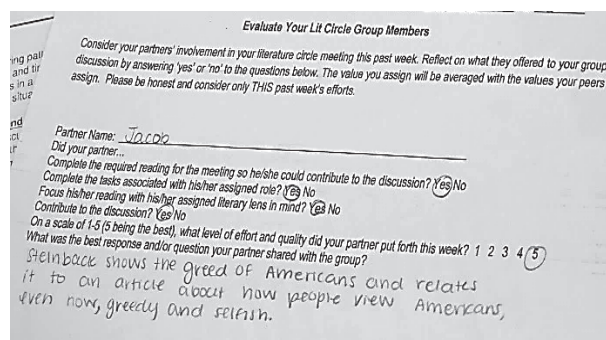 Evaluate Your Lit Circle Group Members
Consider your partners' involvement in your literature circle meeting this past week. Reflect on what they offered to your group
discussion by answering 'yes' or 'no' to the questions below. The value you assign will be averaged with the values your peers
assign. Please be honest and consider only THIS past week's efforts.
Partner Name: Jacob
Did your partner...
Complete the required reading for the meeting so he/she could contribute to the discussion? Yes No
Complete the tasks associated with his/her assigned role? Yes No
Focus his/her reading with his/her assigned literary lens in mind? Yes No
Contribute to the discussion? Yes No
On a scale of 1-5 (5 being the best), what level of effort and quality did your partner put forth this week? 1 2 3 4 5
What was the best response and/or question your partner shared with the group?
Steinback shows the greed of Americans and relates
it to an article about how people view Americans,
even now, greedy and selfish.